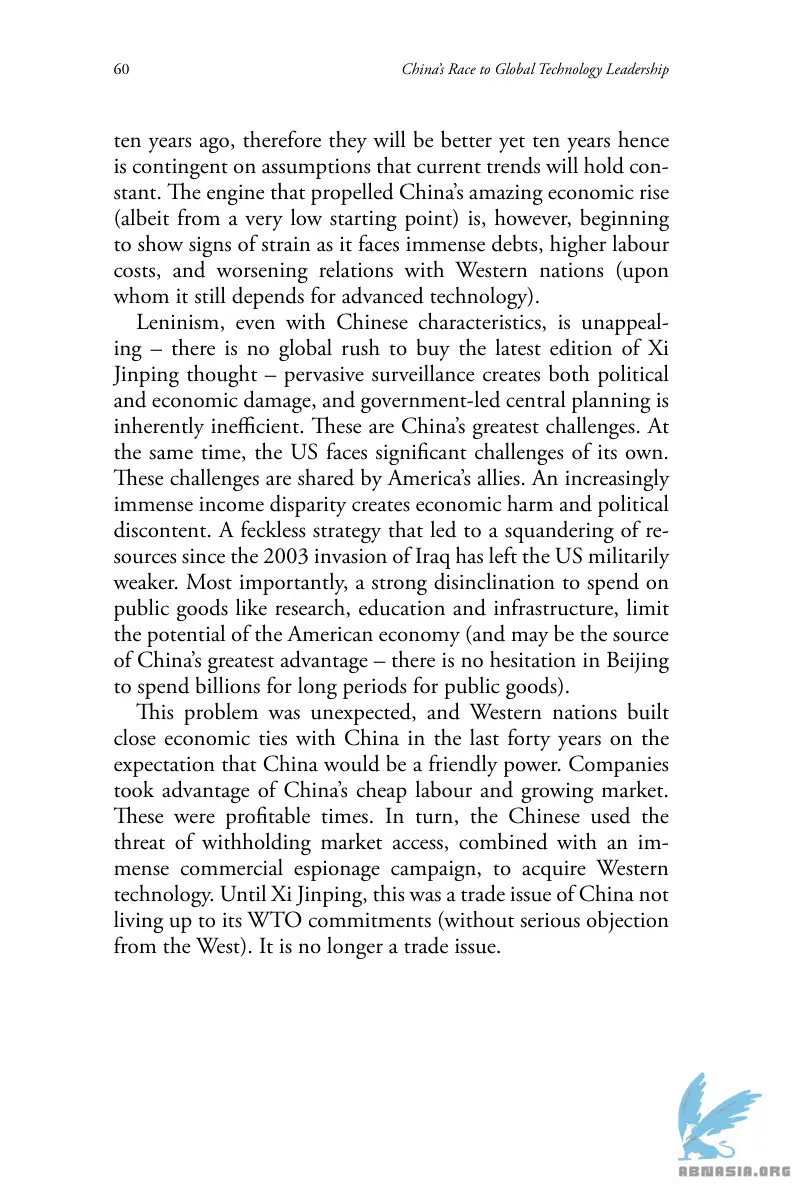 60
China's Race to Global Technology Leadership
ten years ago, therefore they will be better yet ten years hence
is contingent on assumptions that current trends will hold con-
stant. The engine that propelled China's amazing economic rise
(albeit from a very low starting point) is, however, beginning
to show signs of strain as it faces immense debts, higher labour
costs, and worsening relations with Western nations (upon
whom it still depends for advanced technology).
Leninism, even with Chinese characteristics, is unappeal-
ing – there is no global rush to buy the latest edition of Xi
Jinping thought – pervasive surveillance creates both political
and economic damage, and government-led central planning is
inherently inefficient. These are China's greatest challenges. At
the same time, the US faces significant challenges of its own.
These challenges are shared by America's allies. An increasingly
immense income disparity creates economic harm and political
discontent. A feckless strategy that led to a squandering of re-
sources since the 2003 invasion of Iraq has left the US militarily
weaker. Most importantly, a strong disinclination to spend on
public goods like research, education and infrastructure, limit
the potential of the American economy (and may be the source
of China's greatest advantage – there is no hesitation in Beijing
to spend billions for long periods for public goods).
This problem was unexpected, and Western nations built
close economic ties with China in the last forty years on the
expectation that China would be a friendly power. Companies
took advantage of China's cheap labour and growing market.
These were profitable times. In turn, the Chinese used the
threat of withholding market access, combined with an im-
mense commercial espionage campaign, to acquire Western
technology. Until Xi Jinping, this was a trade issue of China not
living up to its WTO commitments (without serious objection
from the West). It is no longer a trade issue.
ABNASIA.ORG